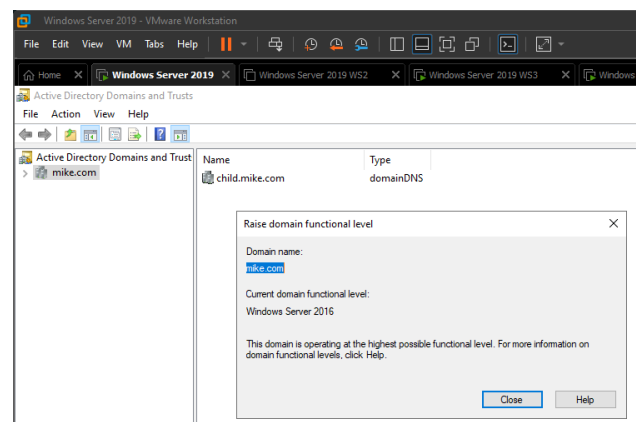 Windows Server 2019 - VMware Workstation
File Edit View VM Tabs Help
Home Windows Server 2019 Windows Server 2019 WS2 Windows Server 2019 WS3 Windows
Active Directory Domains and Trusts
File Action View Help
Active Directory Domains and Trust Name Type
mike.com child.mike.com domainDNS
Raise domain functional level
Domain name:
mike.com
Current domain functional level:
Windows Server 2016
This domain is operating at the highest possible functional level. For more information on
domain functional levels, click Help.
Close Help